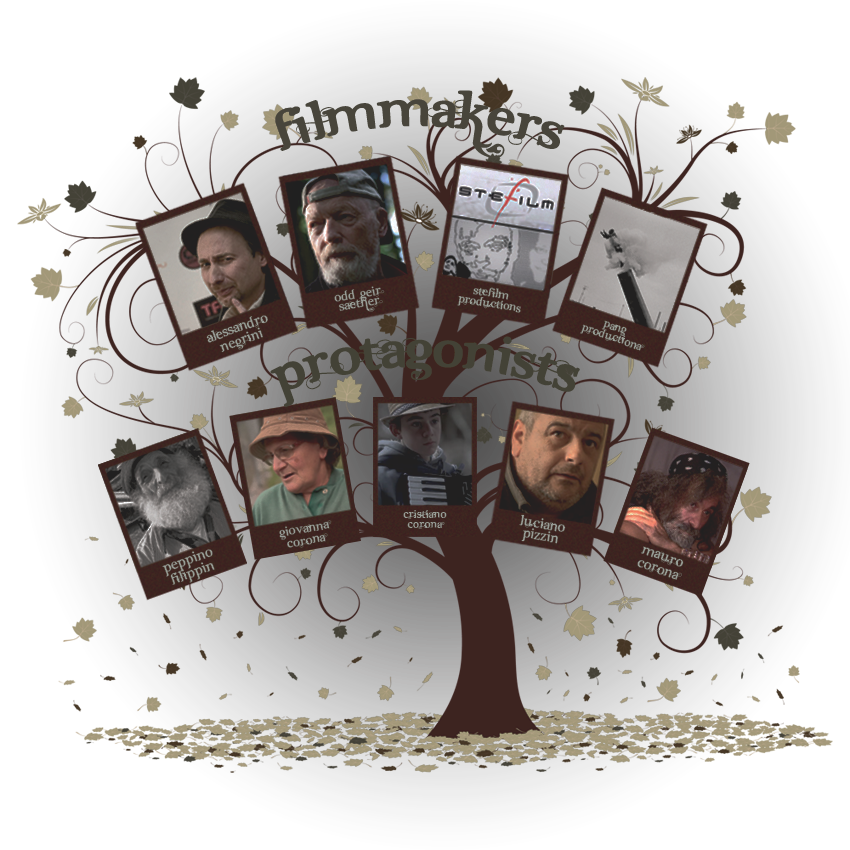 filmmakers
STEFILM
alessandro
negrini
odd geir
saether
stefilm
productions
pang
productions
protagonists
peppino
filippin
giovanna
corona
cristiano
corona
luciano
pizzin
mauro
corona